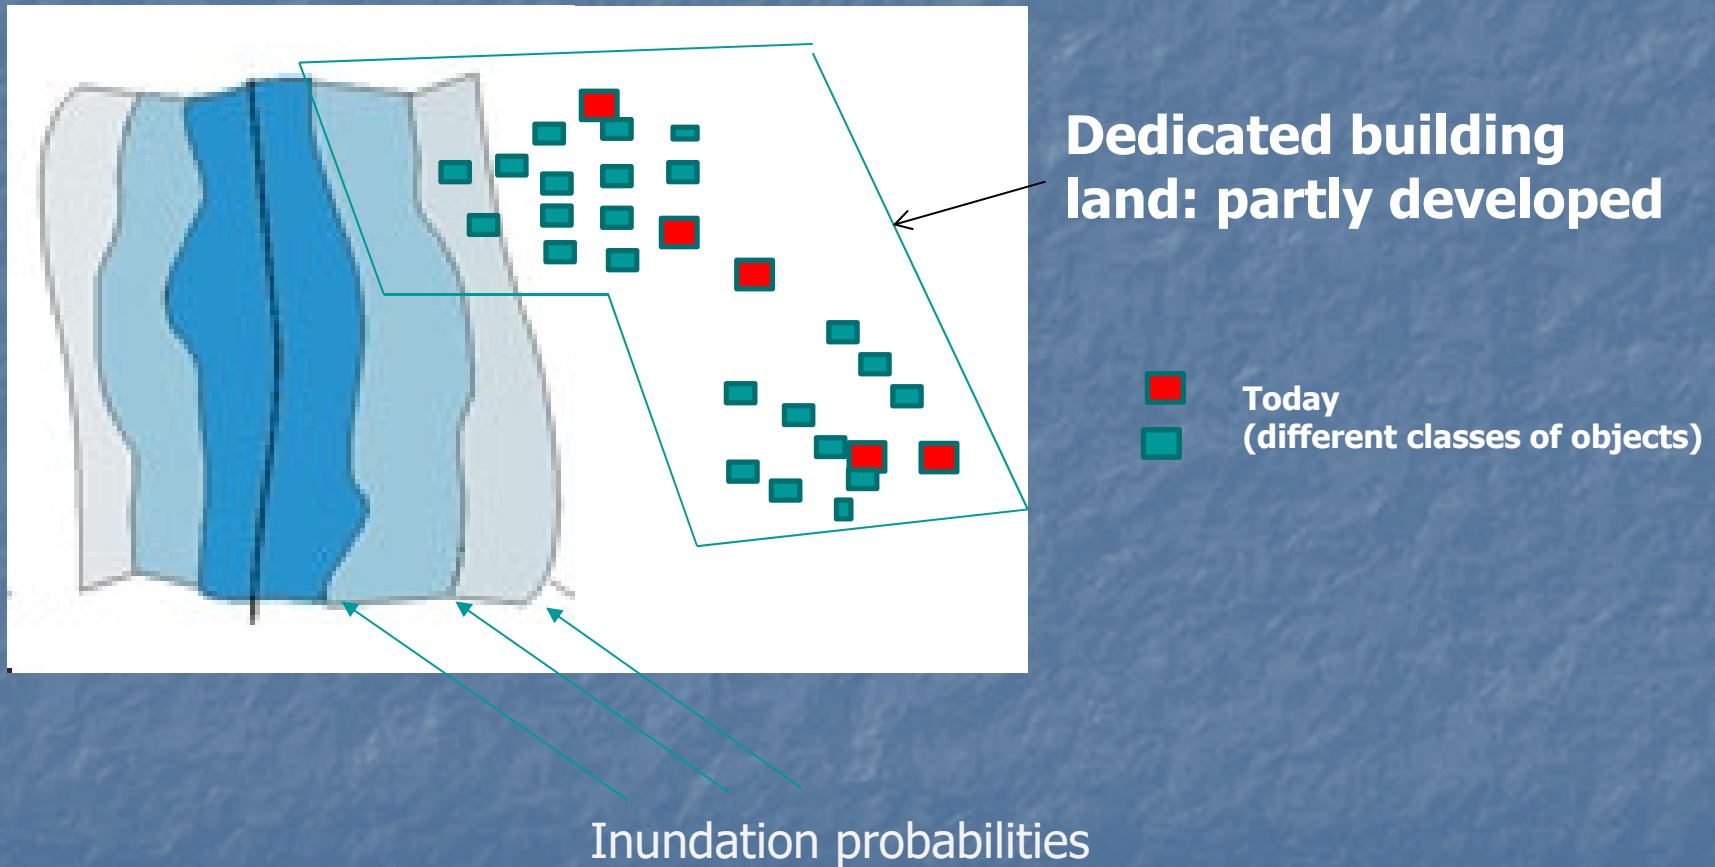 Dedicated building
land: partly developed
Today
(different classes of objects)
Inundation probabilities